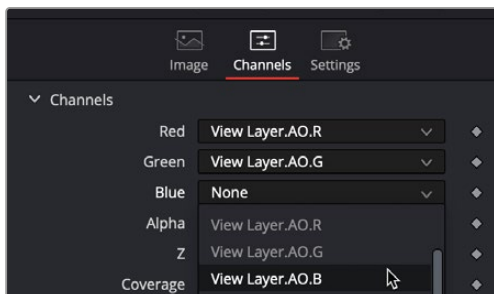 Image Channels Settings
Channels
Red View Layer.AO.R
Green View Layer.AO.G
Blue None
Alpha View Layer.AO.R
Z View Layer.AO.G
Coverage View Layer.AO.B